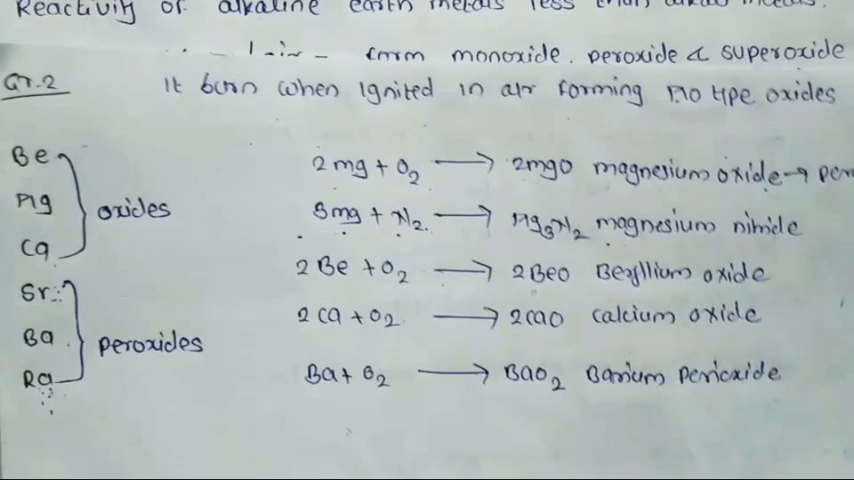 Reactivity of alkaline earth metals less than
form monoxide, peroxide & superoxide
Gr.2 It burn when ignited in air forming MO type oxides
Be
Mg
Ca
oxides
Sr
Ba
Ra
peroxides
2mg + O2 → 2mgO magnesium oxide →
3mg + N2. → Mg3N2 magnesium nitride
2Be + O2 → 2BeO Beryllium oxide
2Ca + O2 → 2CaO calcium oxide
Ba + O2 → BaO2 Barium Perioxide